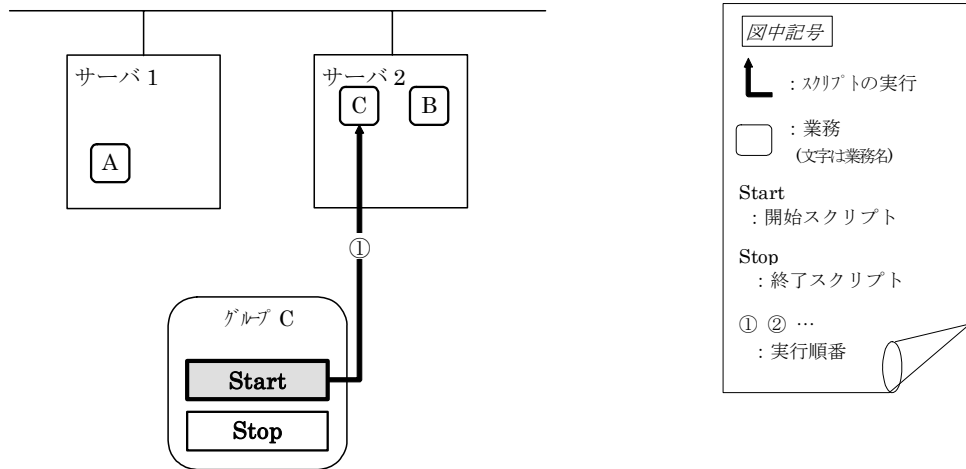 サーバ 1
サーバ 2
C
B
A
①
グループ C
Start
Stop
図中記号
：スクリプトの実行
：業務
(文字は業務名)
Start
：開始スクリプト
Stop
：終了スクリプト
① ② …
：実行順番